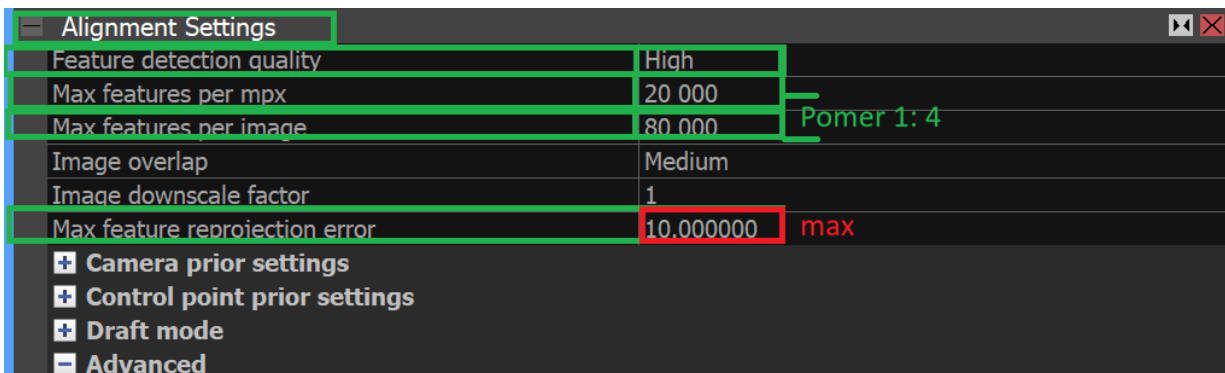 Alignment Settings
Feature detection quality High
Max features per mpx 20 000
Max features per image 80 000
Pomer 1: 4
Image overlap Medium
Image downscale factor 1
Max feature reprojection error 10.000000 max
Camera prior settings
Control point prior settings
Draft mode
Advanced